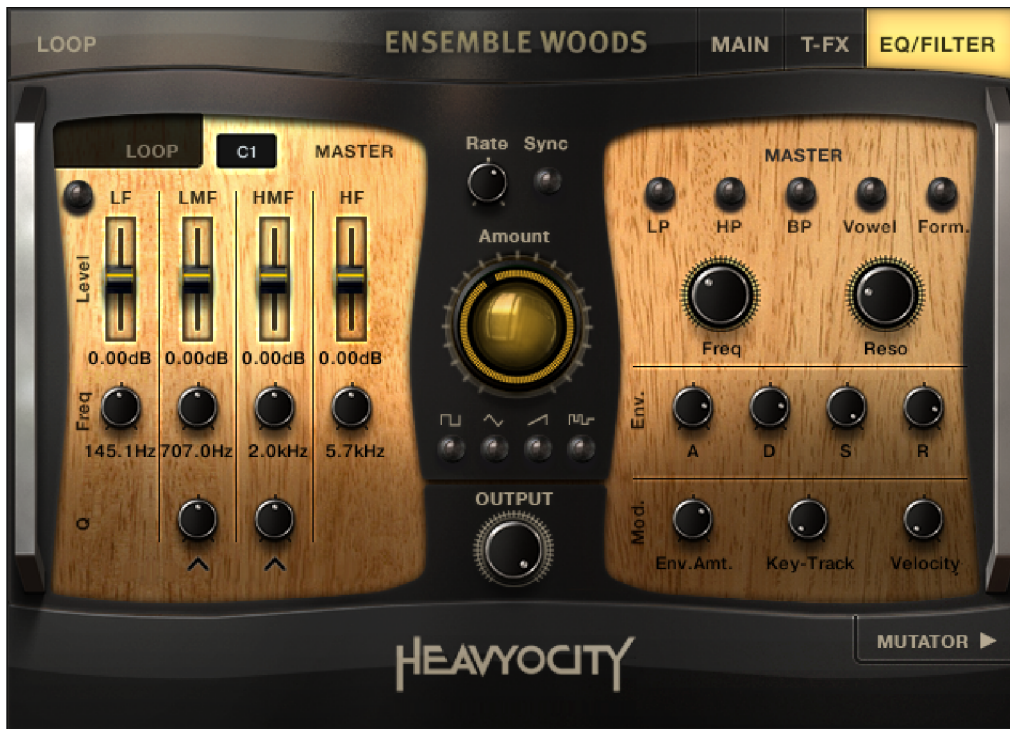 LOOP
ENSEMBLE WOODS
MAIN
T-FX
EQ/FILTER
LOOP
C1
MASTER
LF
LMF
HMF
HF
Level
0.00dB
0.00dB
0.00dB
0.00dB
Freq
145.1Hz
707.0Hz
2.0kHz
5.7kHz
Q
Rate
Sync
Amount
OUTPUT
MASTER
LP
HP
BP
Vowel
Form.
Freq
Reso
Env.
A
D
S
R
Mod.
Env.Amt.
Key-Track
Velocity
HEAVYOCITY
MUTATOR